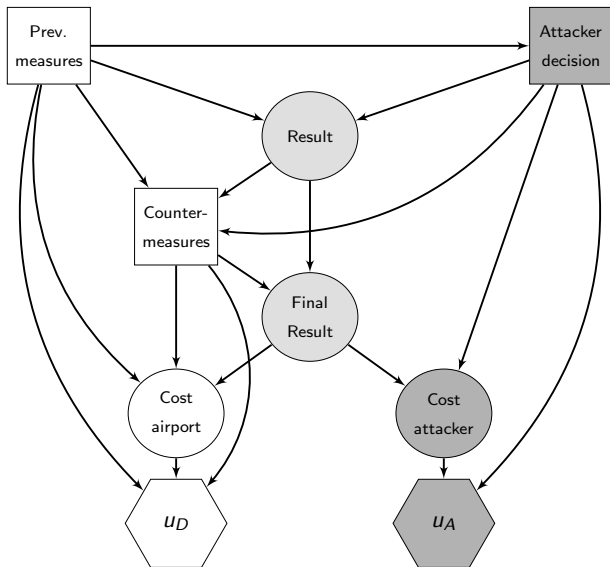 Prev.
measures
Attacker
decision
Result
Counter-
measures
Final
Result
Cost
airport
Cost
attacker
u_D
u_A